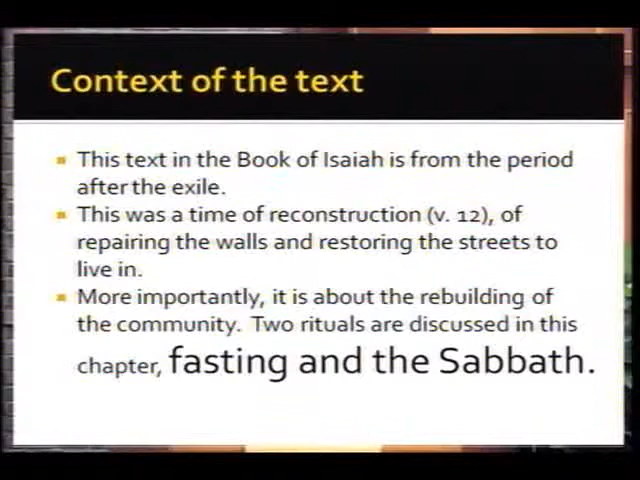 Context of the text
This text in the Book of Isaiah is from the period
after the exile.
This was a time of reconstruction (v. 12), of
repairing the walls and restoring the streets to
live in.
More importantly, it is about the rebuilding of
the community. Two rituals are discussed in this
chapter, fasting and the Sabbath.